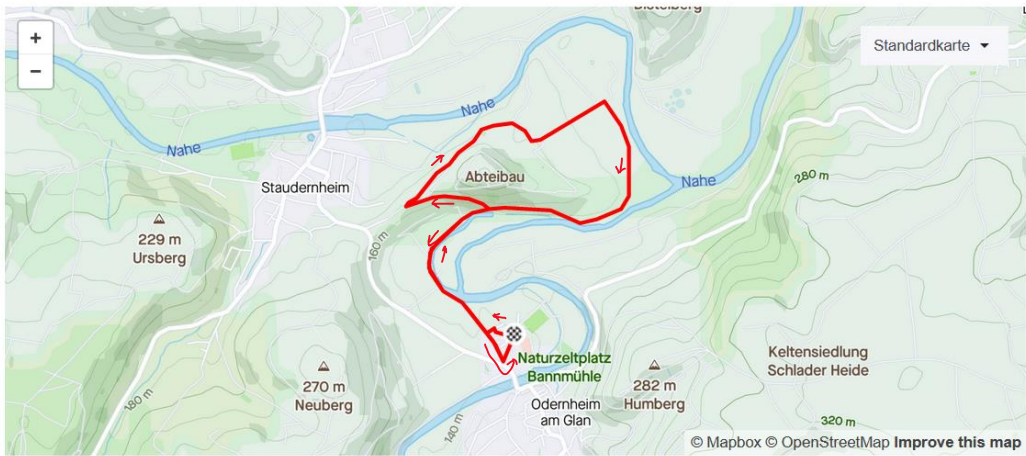 +
−
Disteiberg
Standardkarte
Nahe
Nahe
Staudernheim
Abteibau
Nahe
280 m
229 m
Ursberg
160 m
Naturzeltplatz
Bannmühle
Keltensiedlung
Schlader Heide
270 m
Neuberg
180 m
282 m
Humberg
Odernheim
am Glan
140 m
320 m
© Mapbox © OpenStreetMap Improve this map